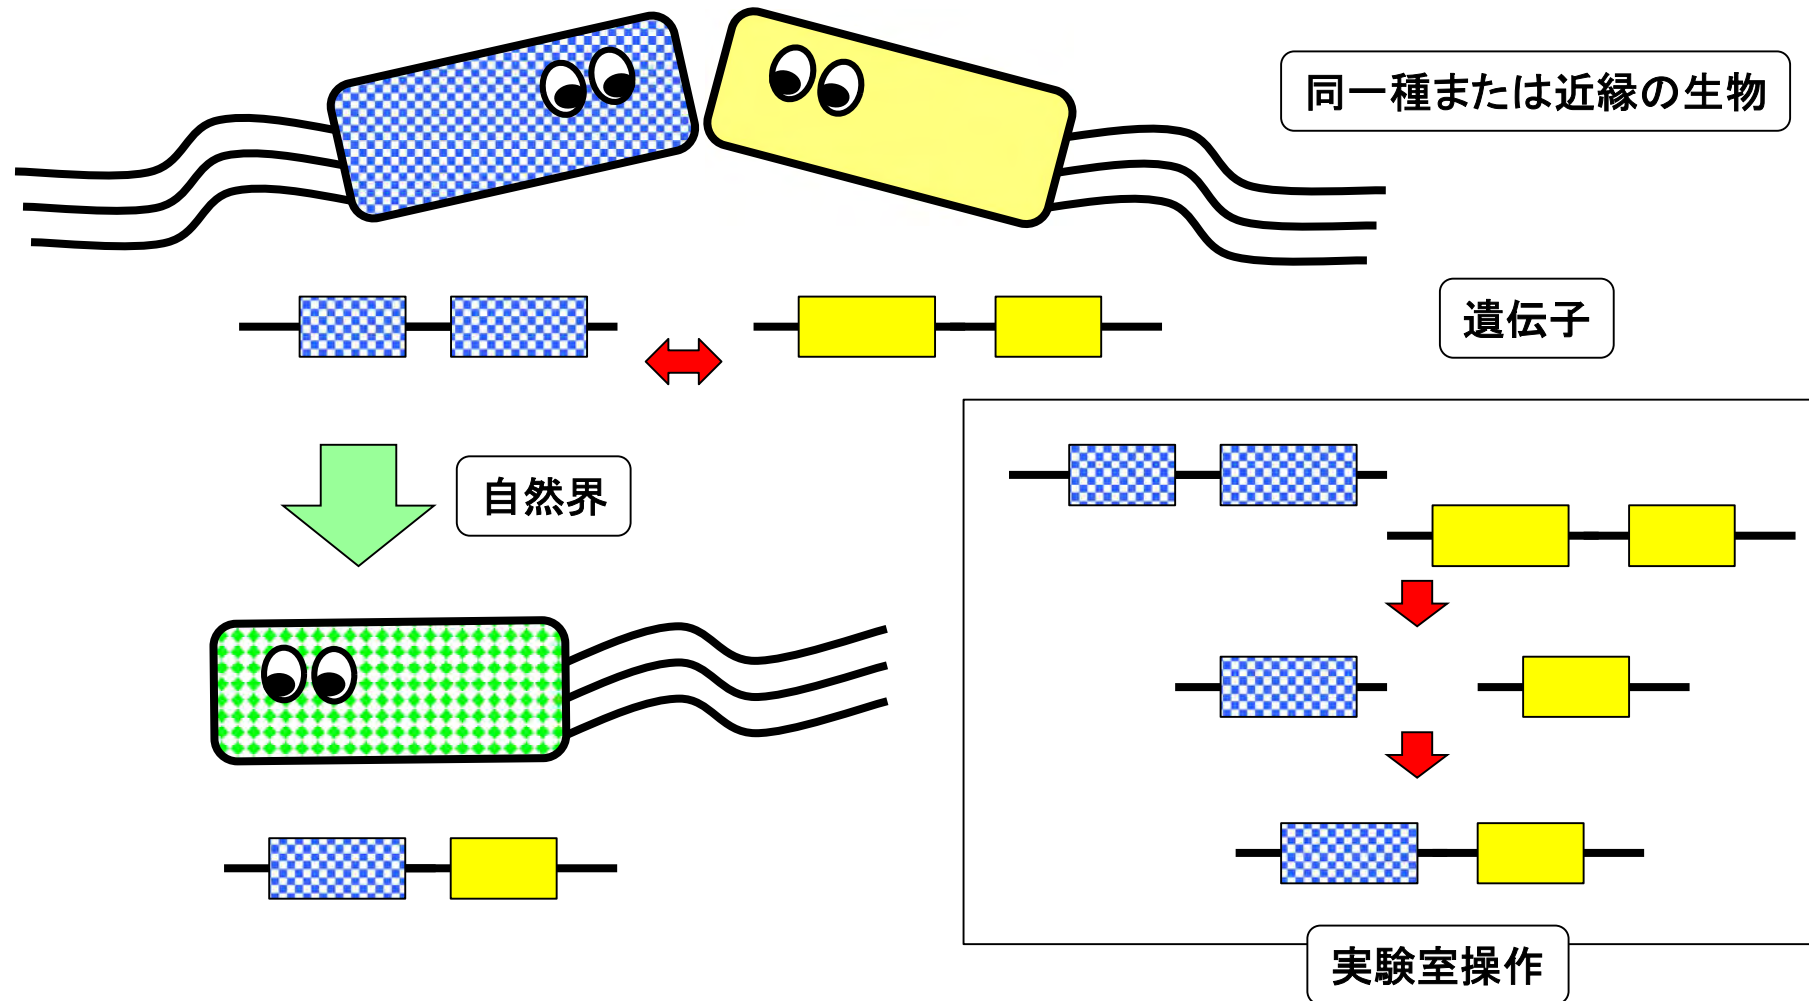 同一種または近縁の生物
遺伝子
自然界
実験室操作